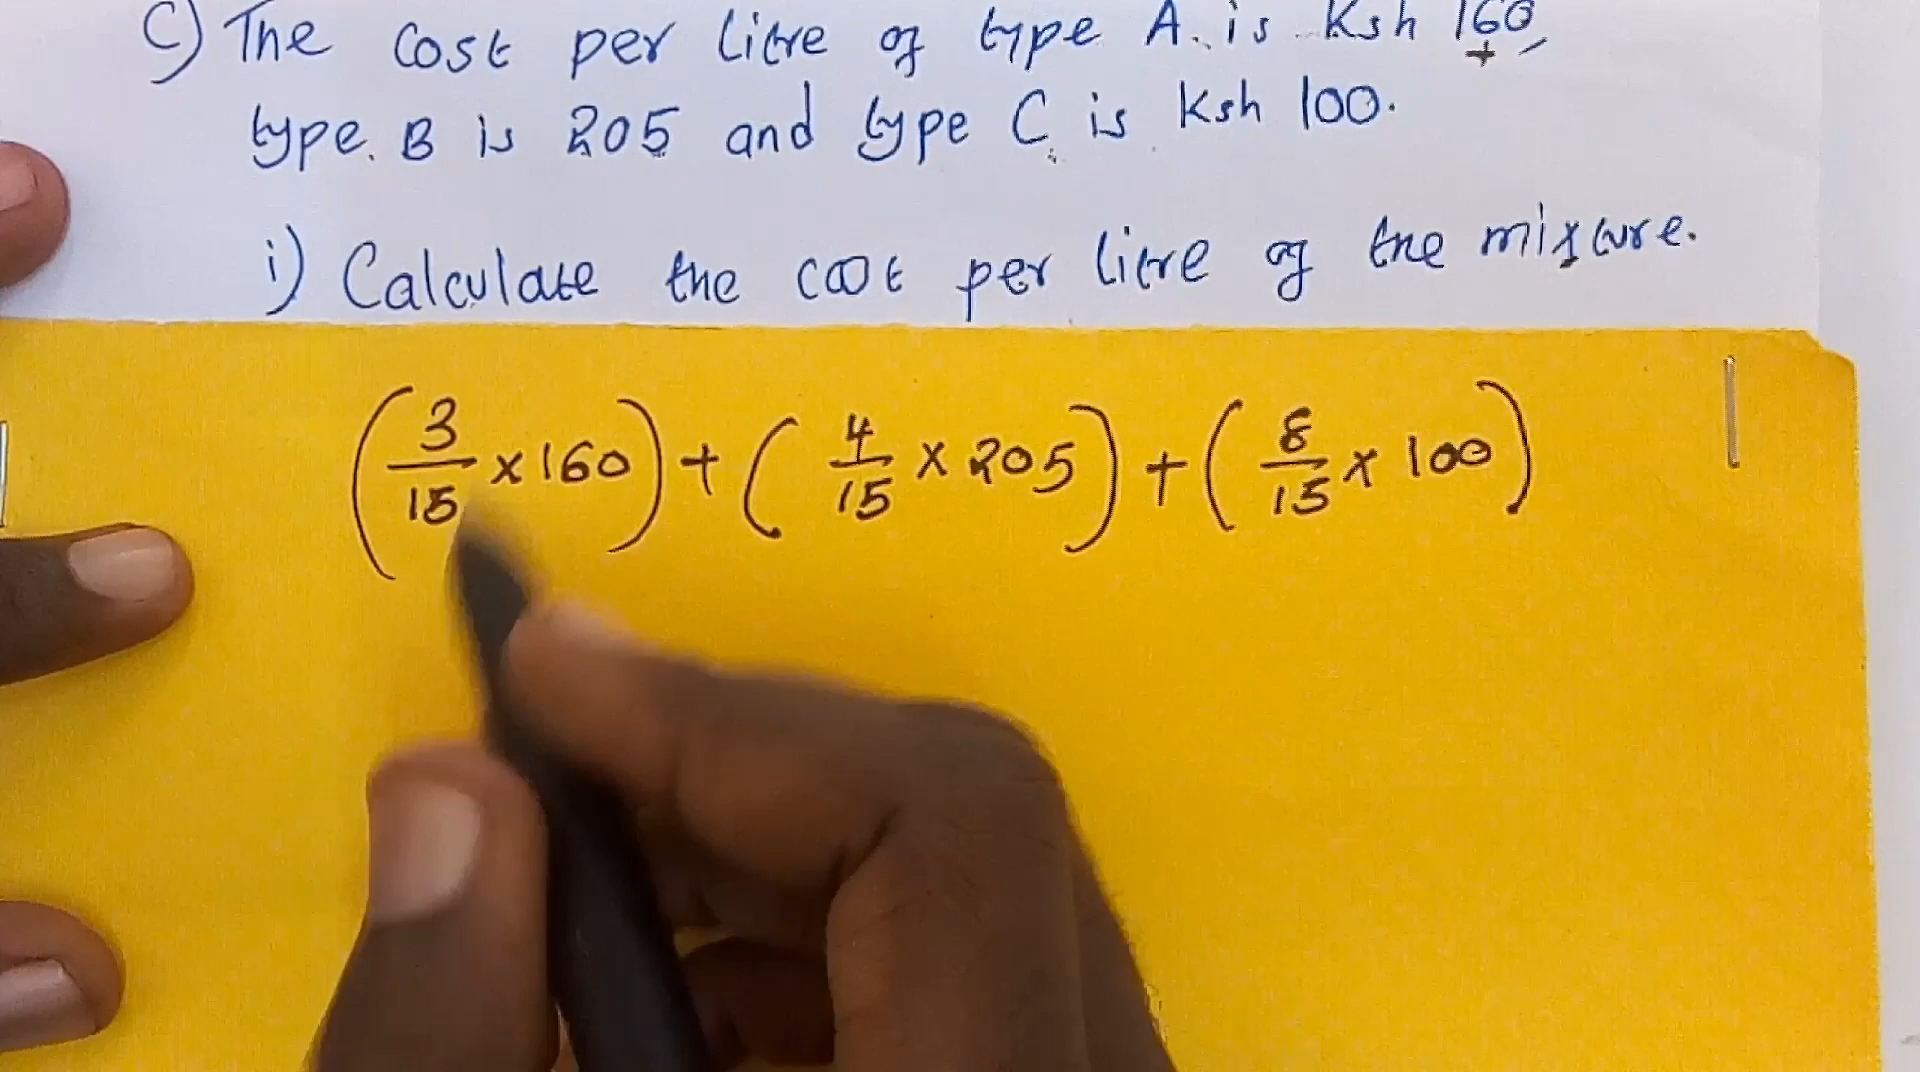 C) The cost per litre of type A is Ksh 160,
type B is 205 and type C is Ksh 100.
i) Calculate the cost per litre of the mixture.
(3/15 x 160) + (4/15 x 205) + (8/15 x 100)